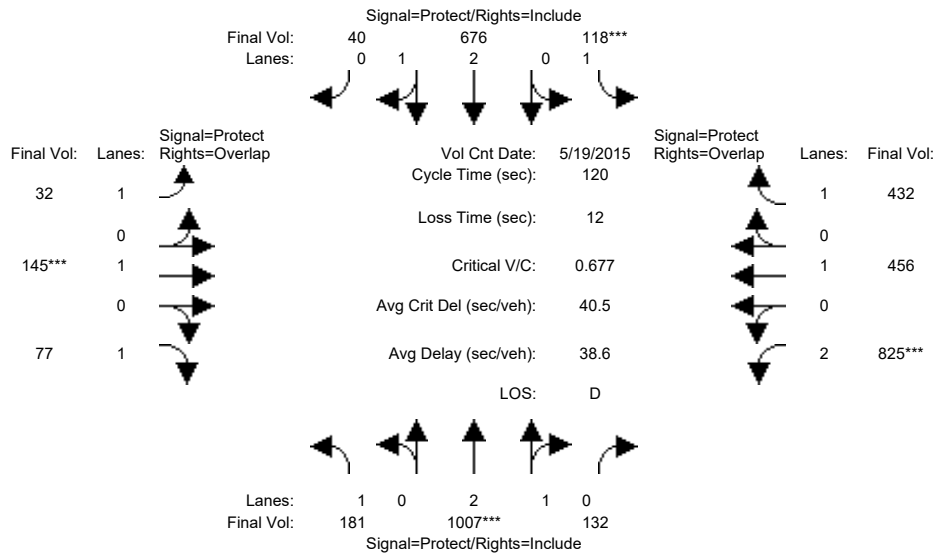 Signal=Protect/Rights=Include
Final Vol: 40 676 118***
Lanes: 0 1 2 0 1
Signal=Protect
Final Vol: Lanes: Rights=Overlap
Vol Cnt Date: 5/19/2015
Signal=Protect
Rights=Overlap Lanes: Final Vol:
Cycle Time (sec): 120
32 1
1 432
Loss Time (sec): 12
0
0
145*** 1
Critical V/C: 0.677
1 456
0
Avg Crit Del (sec/veh): 40.5
0
77 1
Avg Delay (sec/veh): 38.6
2 825***
LOS: D
Lanes: 1 0 2 1 0
Final Vol: 181 1007*** 132
Signal=Protect/Rights=Include